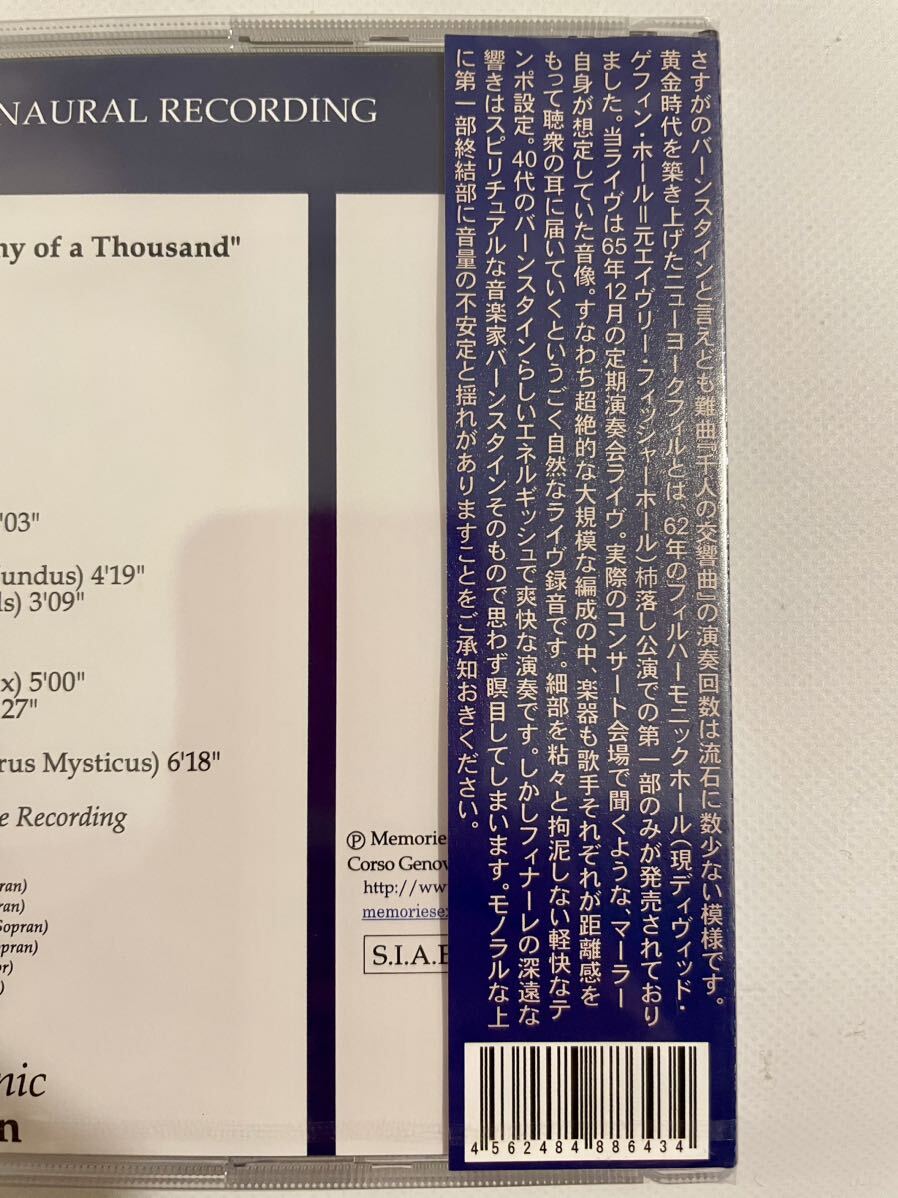 NAURAL RECORDING
ny of a Thousand"
'03"
fundus) 4'19"
ls) 3'09"
x) 5'00"
27"
rus Mysticus) 6'18"
e Recording
ran)
ran)
Sopran)
opran)
or)
)
nic
n
Ⓟ Memorie
Corso Genov
http://www
memoriesex
S.I.A.E
さすがのバーンスタインと言えども難曲『千人の交響曲』の演奏回数は流石に数少ない模様です。
黄金時代を築き上げたニューヨークフィルとは、62年のフィルハーモニックホール(現ディヴィッド・
ゲフィン・ホール=元エイヴリー・フィッシャーホール)杮落し公演での第一部のみが発売されており
ました。当ライヴは65年12月の定期演奏会ライヴ。実際のコンサート会場で聞くような、マーラー
自身が想定していた音像。すなわち超絶的な大規模な編成の中、楽器も歌手それぞれが距離感を
もって聴衆の耳に届いていくというごく自然なライヴ録音です。細部を粘々と拘泥しない軽快なテ
ンポ設定。40代のバーンスタインらしいエネルギッシュで爽快な演奏です。しかしフィナーレの深遠な
響きはスピリチュアルな音楽家バーンスタインそのもので思わず瞑目してしまいます。モノラルな上
に第一部終結部に音量の不安定と揺れがありますことをご承知おきください。
4562484886434